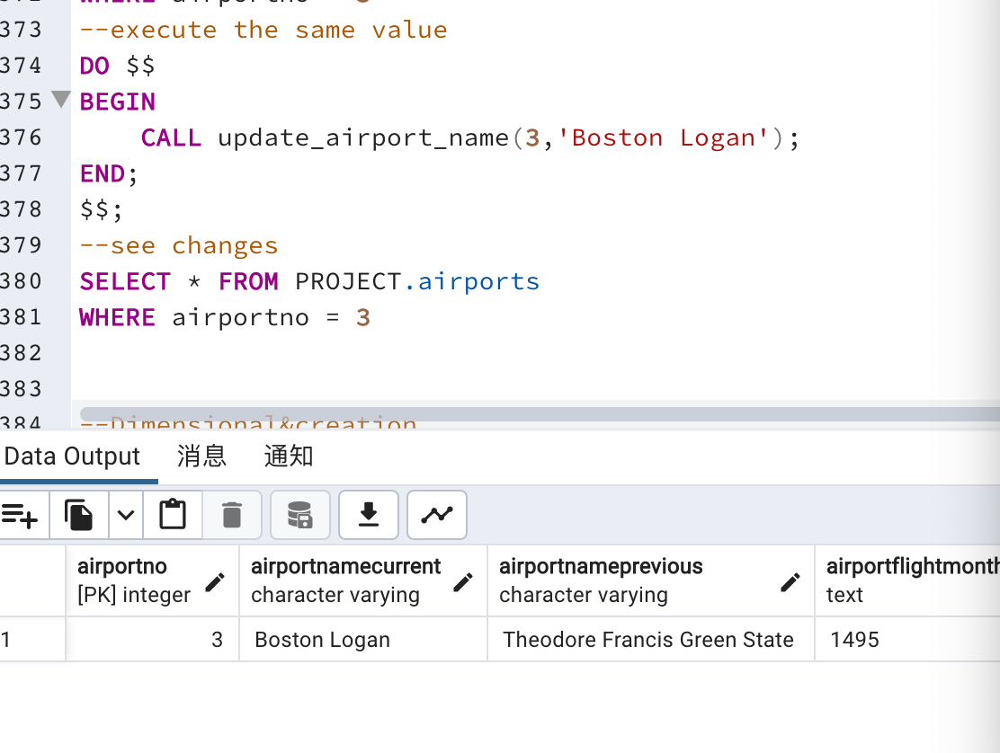 373 --execute the same value
374 DO $$
375 BEGIN
376 CALL update_airport_name(3,'Boston Logan');
377 END;
378 $$;
379 --see changes
380 SELECT * FROM PROJECT.airports
381 WHERE airportno = 3
382
383
384 --Dimensional&creation
Data Output 消息 通知
airportno airportnamecurrent airportnameprevious airportflightmonth
[PK] integer character varying character varying text
1 3 Boston Logan Theodore Francis Green State 1495